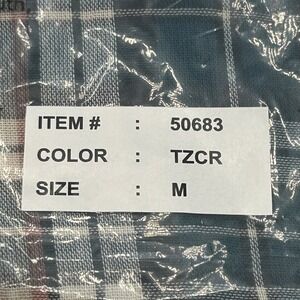 ITEM # : 50683
COLOR : TZCR
SIZE : M